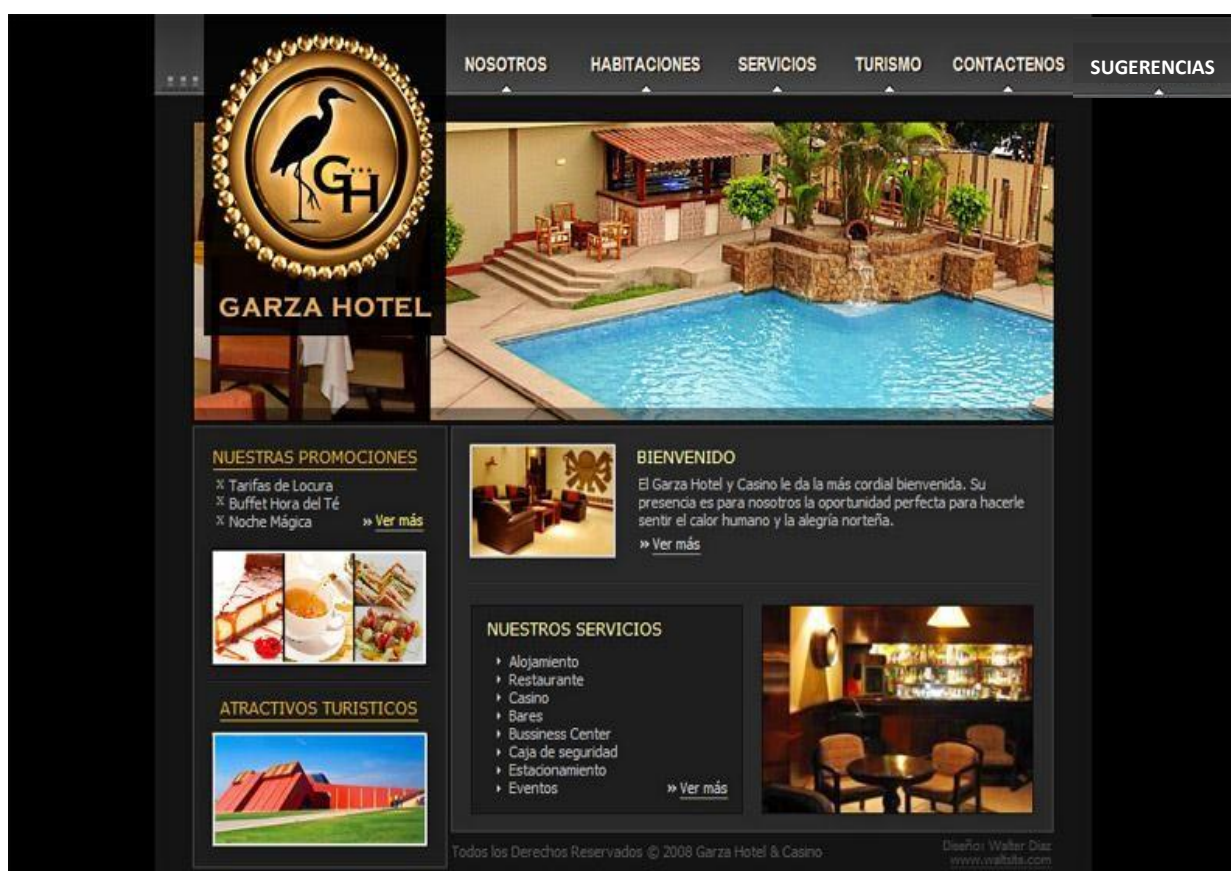 NOSOTROS HABITACIONES SERVICIOS TURISMO CONTACTENOS SUGERENCIAS
GH
GARZA HOTEL
NUESTRAS PROMOCIONES
x Tarifas de Locura
x Buffet Hora del Té
x Noche Mágica » Ver más
ATRACTIVOS TURISTICOS
BIENVENIDO
El Garza Hotel y Casino le da la más cordial bienvenida. Su
presencia es para nosotros la oportunidad perfecta para hacerle
sentir el calor humano y la alegría norteña.
» Ver más
NUESTROS SERVICIOS
Alojamiento
Restaurante
Casino
Bares
Bussiness Center
Caja de seguridad
Estacionamiento
Eventos » Ver más
Todos los Derechos Reservados © 2008 Garza Hotel & Casino
Diseño: Walter Diaz
www.waltsite.com